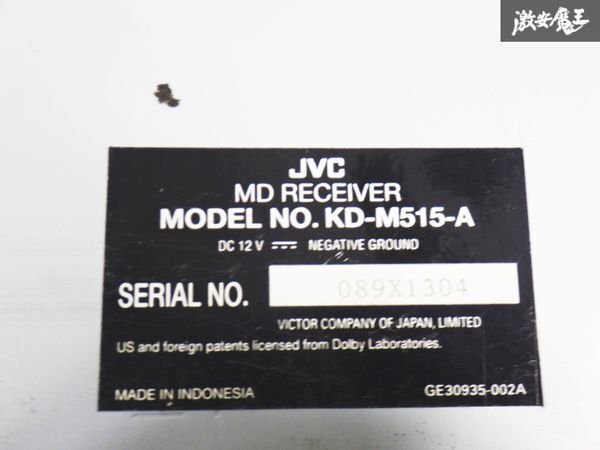 激安魔王
JVC
MD RECEIVER
MODEL NO. KD-M515-A
DC 12 V NEGATIVE GROUND
SERIAL NO. 089X1304
VICTOR COMPANY OF JAPAN, LIMITED
US and foreign patents licensed from Dolby Laboratories.
MADE IN INDONESIA GE30935-002A